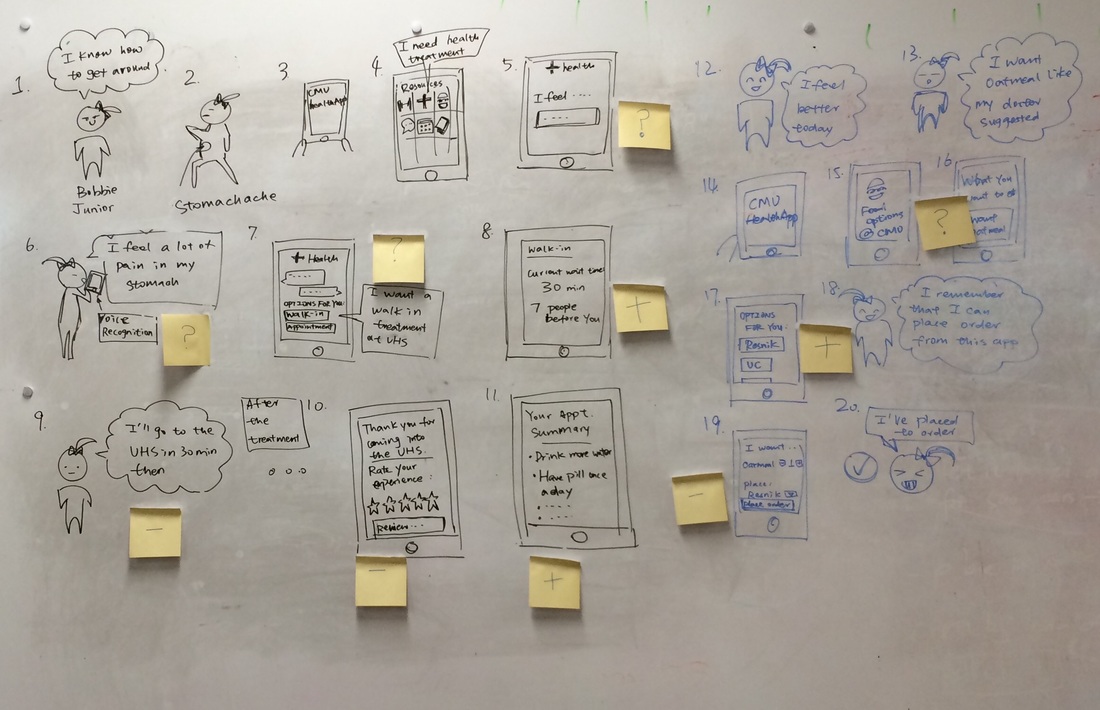 1.
I know how
to get around
Bobbie
Junior
2.
Stomachache
3
CMU
HealthApp
4.
I need health
treatment
Resources
5.
+ health
I feel ....
....
?
6.
I feel a lot of
pain in my
stomach
Voice
Recognition
?
7
+ Health
OPTIONS FOR YOU
Walk-in
Appointment
?
I want a
walk in
treatment
at UHS
8.
Walk-in
Current wait time:
30 min
7 people
before you
+
9.
I'll go to the
UHS in 30 min
then
−
After
the
treatment
10.
Thank you for
coming into
the UHS.
Rate your
experience:
Review...
−
11.
Your Appt.
Summary
• Drink more water
• Have pill once
a day
• ....
• ....
+
12.
I feel
better
today
13.
I want
Oatmeal like
my doctor
suggested
14.
CMU
HealthApp
15.
Food
options
@ CMU
?
16
What you
want to
want
oatmeal
17.
OPTIONS
FOR YOU:
Resnik
UC
+
18.
I remember
that I can
place order
from this app
19.
I want...
Oatmeal
place:
Resnik
place order
−
20.
I've placed
to order